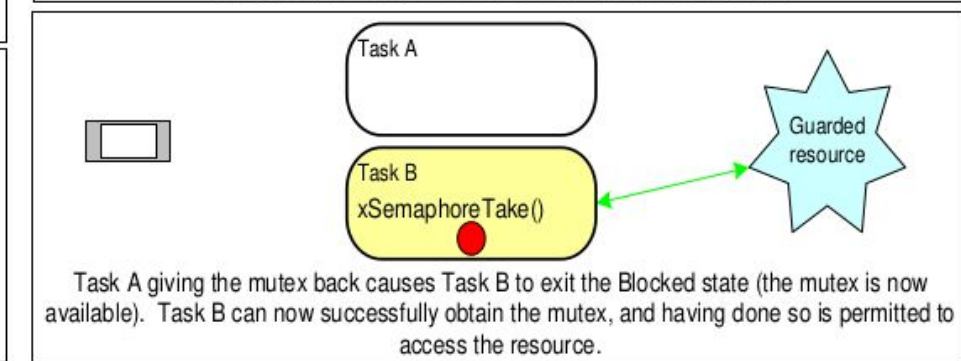 Task A
Guarded
resource
Task B
xSemaphoreTake()
Task A giving the mutex back causes Task B to exit the Blocked state (the mutex is now
available). Task B can now successfully obtain the mutex, and having done so is permitted to
access the resource.